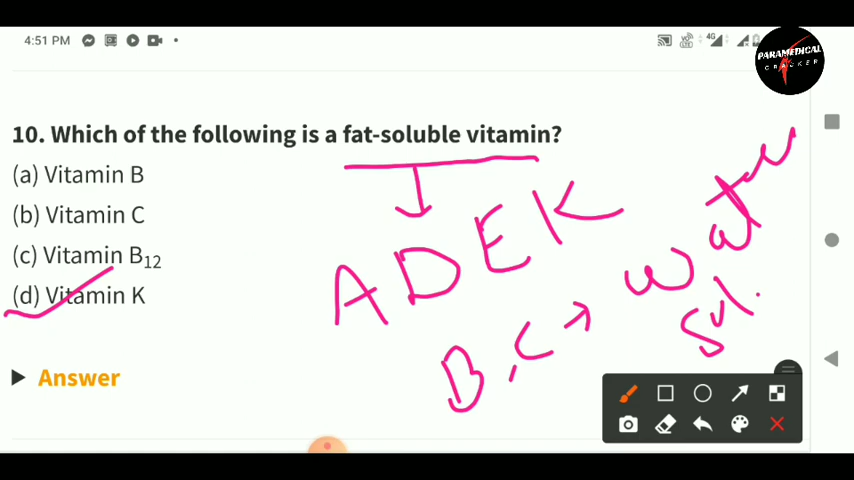 4:51 PM
4G
PARAMEDICAL
CRACKER
10. Which of the following is a fat-soluble vitamin?
(a) Vitamin B
(b) Vitamin C
(c) Vitamin B12
(d) Vitamin K
ADEK
B, C → water
sol.
Answer